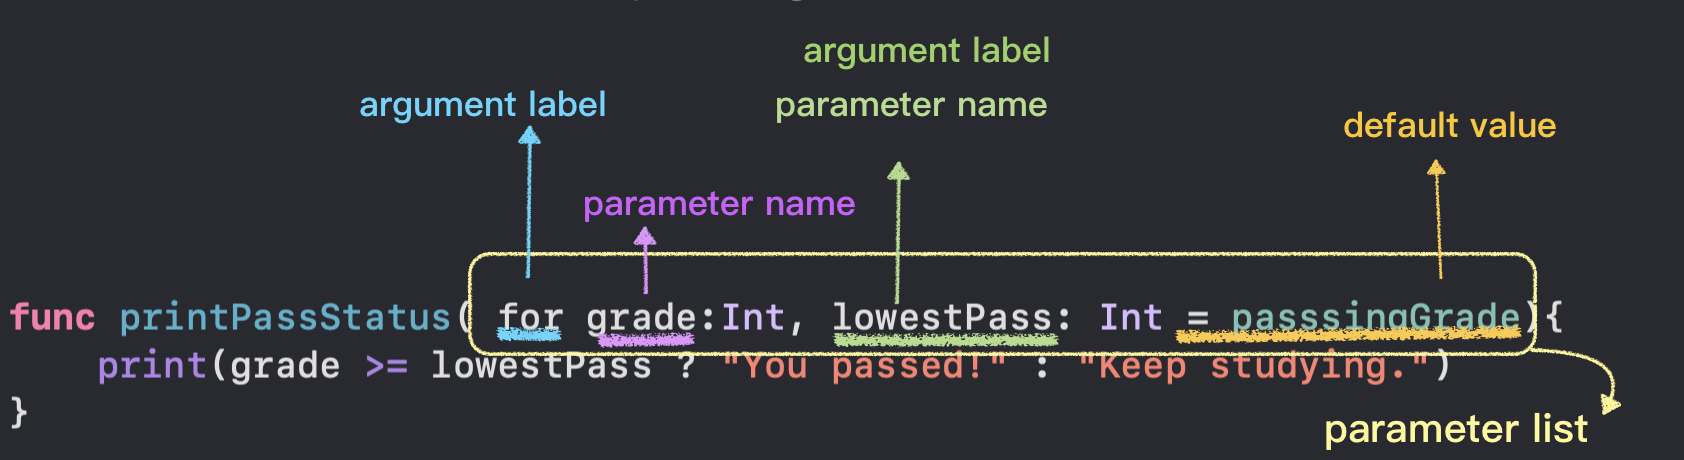 argument label
argument label
parameter name
default value
parameter name
func printPassStatus( for grade:Int, lowestPass: Int = passsingGrade){
print(grade >= lowestPass ? "You passed!" : "Keep studying.")
}
parameter list